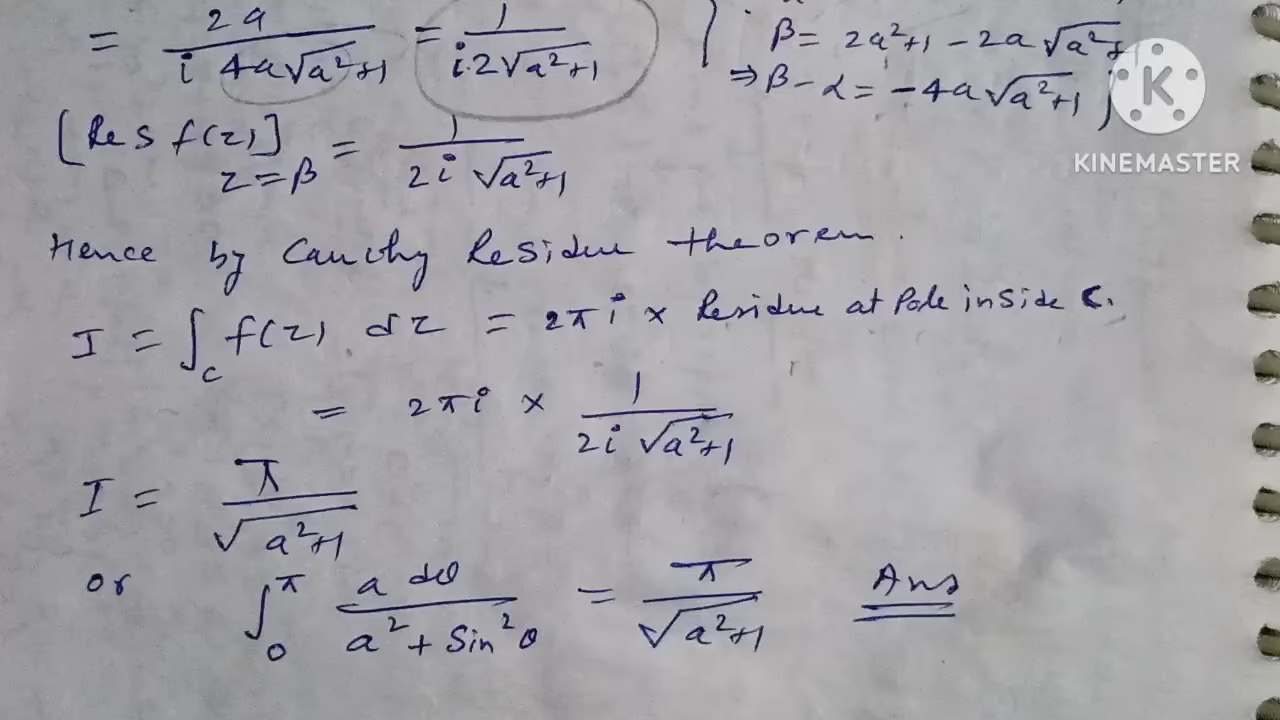 = 2a / i 4a√a²+1 = 1 / i·2√a²+1
β = 2a²+1 - 2a √a²+
⇒ β - α = -4a √a²+1 }
KINEMASTER
[Res f(z)] z=β = 1 / 2i √a²+1
Hence by Cauchy Residue theorem.
I = ∫c f(z) dz = 2πi × Residue at Pole inside C.
= 2πi × 1 / 2i √a²+1
I = π / √a²+1
or ∫₀^π a dθ / a² + Sin²θ = π / √a²+1 Ans